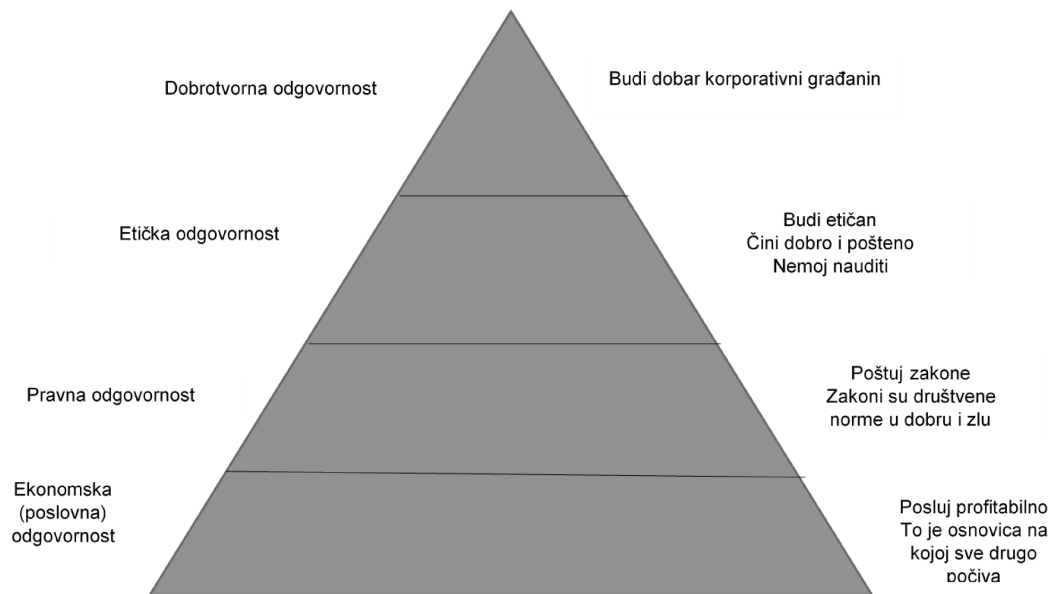 Dobrotvorna odgovornost
Budi dobar korporativni građanin
Etička odgovornost
Budi etičan
Čini dobro i pošteno
Nemoj nauditi
Pravna odgovornost
Poštuj zakone
Zakoni su društvene
norme u dobru i zlu
Ekonomska
(poslovna)
odgovornost
Posluj profitabilno
To je osnovica na
kojoj sve drugo
počiva